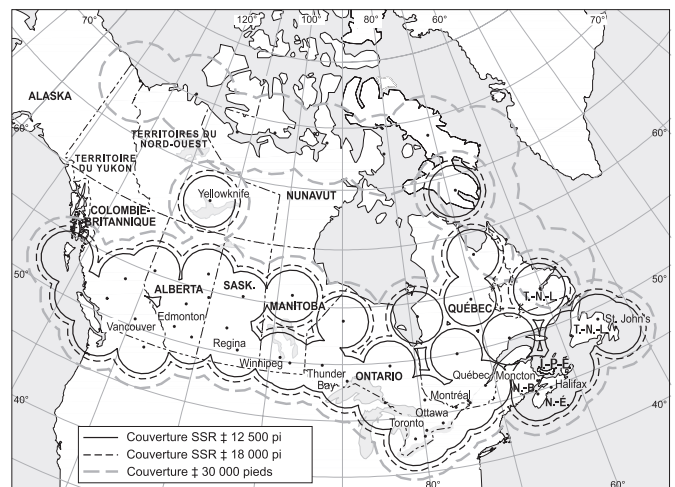 70° 120° 100° 80° 60° 70°
ALASKA
60° 60°
TERRITOIRES DU
NORD-OUEST
TERRITOIRE
DU YUKON
Yellowknife
NUNAVUT
COLOMBIE-
BRITANNIQUE
50° 50°
ALBERTA
SASK.
MANITOBA
QUÉBEC
T.-N.-L.
T.-N.-L.
St. John's
Edmonton
Vancouver
Regina
Winnipeg
Thunder
Bay
ONTARIO
Québec
Moncton
Î.-P.-É.
N.-B.
Halifax
N.-É.
Montréal
Ottawa
Toronto
40° 40°
80° 60°
Couverture SSR ‡ 12 500 pi
Couverture SSR ‡ 18 000 pi
Couverture ‡ 30 000 pieds